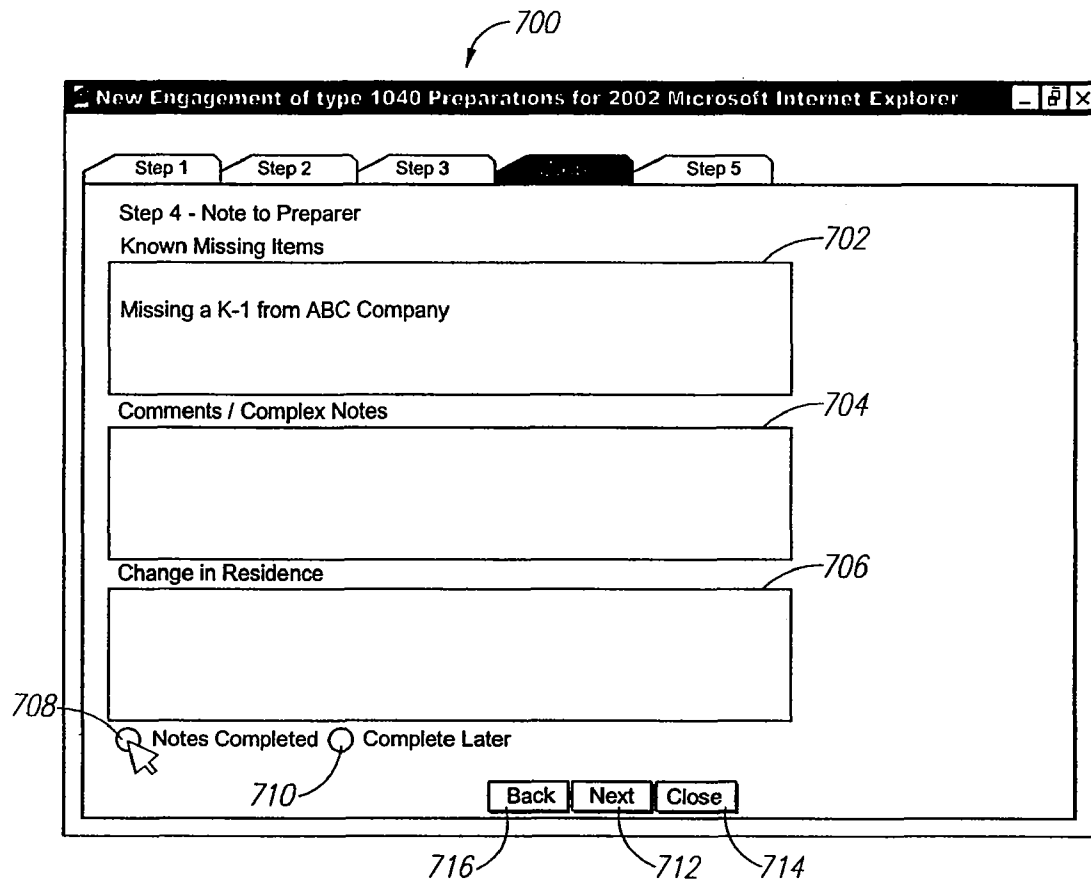 700
New Engagement of type 1040 Preparations for 2002 Microsoft Internet Explorer
Step 1 Step 2 Step 3 Step 5
Step 4 - Note to Preparer
Known Missing Items
702
Missing a K-1 from ABC Company
Comments / Complex Notes
704
Change in Residence
706
708
Notes Completed Complete Later
710
Back Next Close
716 712 714